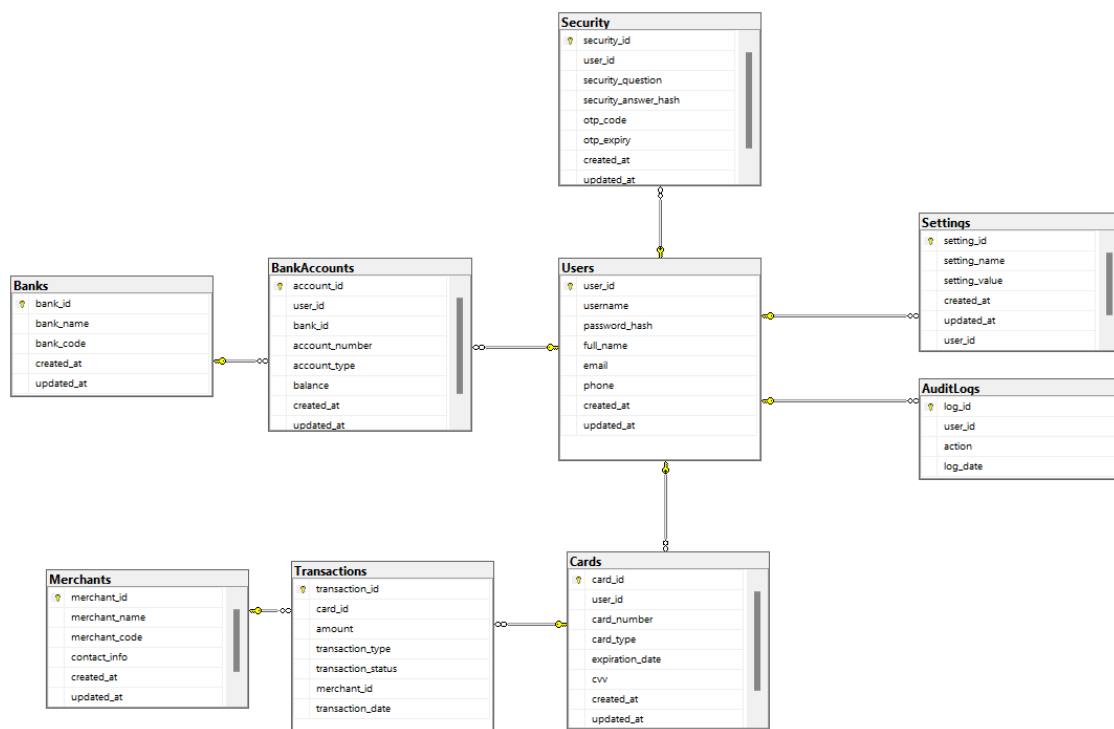 Security
security_id
user_id
security_question
security_answer_hash
otp_code
otp_expiry
created_at
updated_at
Settings
setting_id
setting_name
setting_value
created_at
updated_at
user_id
Banks
bank_id
bank_name
bank_code
created_at
updated_at
BankAccounts
account_id
user_id
bank_id
account_number
account_type
balance
created_at
updated_at
Users
user_id
username
password_hash
full_name
email
phone
created_at
updated_at
AuditLogs
log_id
user_id
action
log_date
Merchants
merchant_id
merchant_name
merchant_code
contact_info
created_at
updated_at
Transactions
transaction_id
card_id
amount
transaction_type
transaction_status
merchant_id
transaction_date
Cards
card_id
user_id
card_number
card_type
expiration_date
cvv
created_at
updated_at